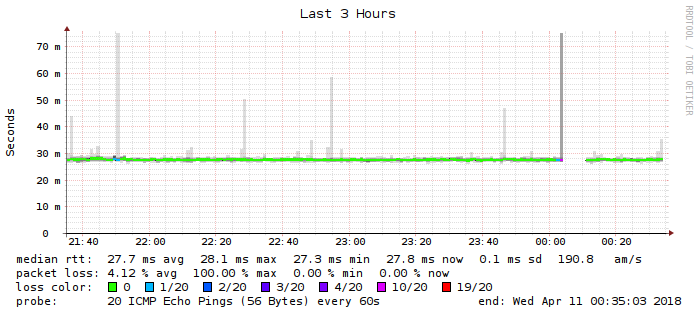 Last 3 Hours
RRDTOOL / TOBI OETIKER
Seconds
70 m
60 m
50 m
40 m
30 m
20 m
10 m
0
21:40 22:00 22:20 22:40 23:00 23:20 23:40 00:00 00:20
median rtt: 27.7 ms avg 28.1 ms max 27.3 ms min 27.8 ms now 0.1 ms sd 190.8 am/s
packet loss: 4.12 % avg 100.00 % max 0.00 % min 0.00 % now
loss color: 0 1/20 2/20 3/20 4/20 10/20 19/20
probe: 20 ICMP Echo Pings (56 Bytes) every 60s end: Wed Apr 11 00:35:03 2018